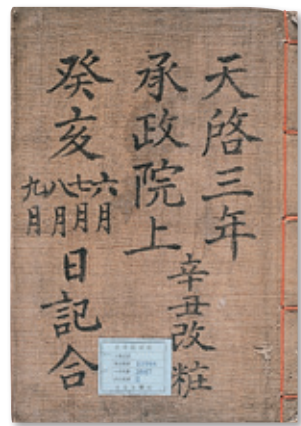 天啓三年
辛丑改粧
承政院上
癸亥
六月
七月
八月
九月
日記合